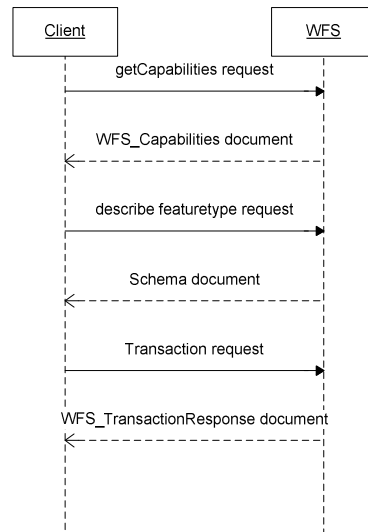 Client
WFS
getCapabilities request
WFS_Capabilities document
describe featuretype request
Schema document
Transaction request
WFS_TransactionResponse document